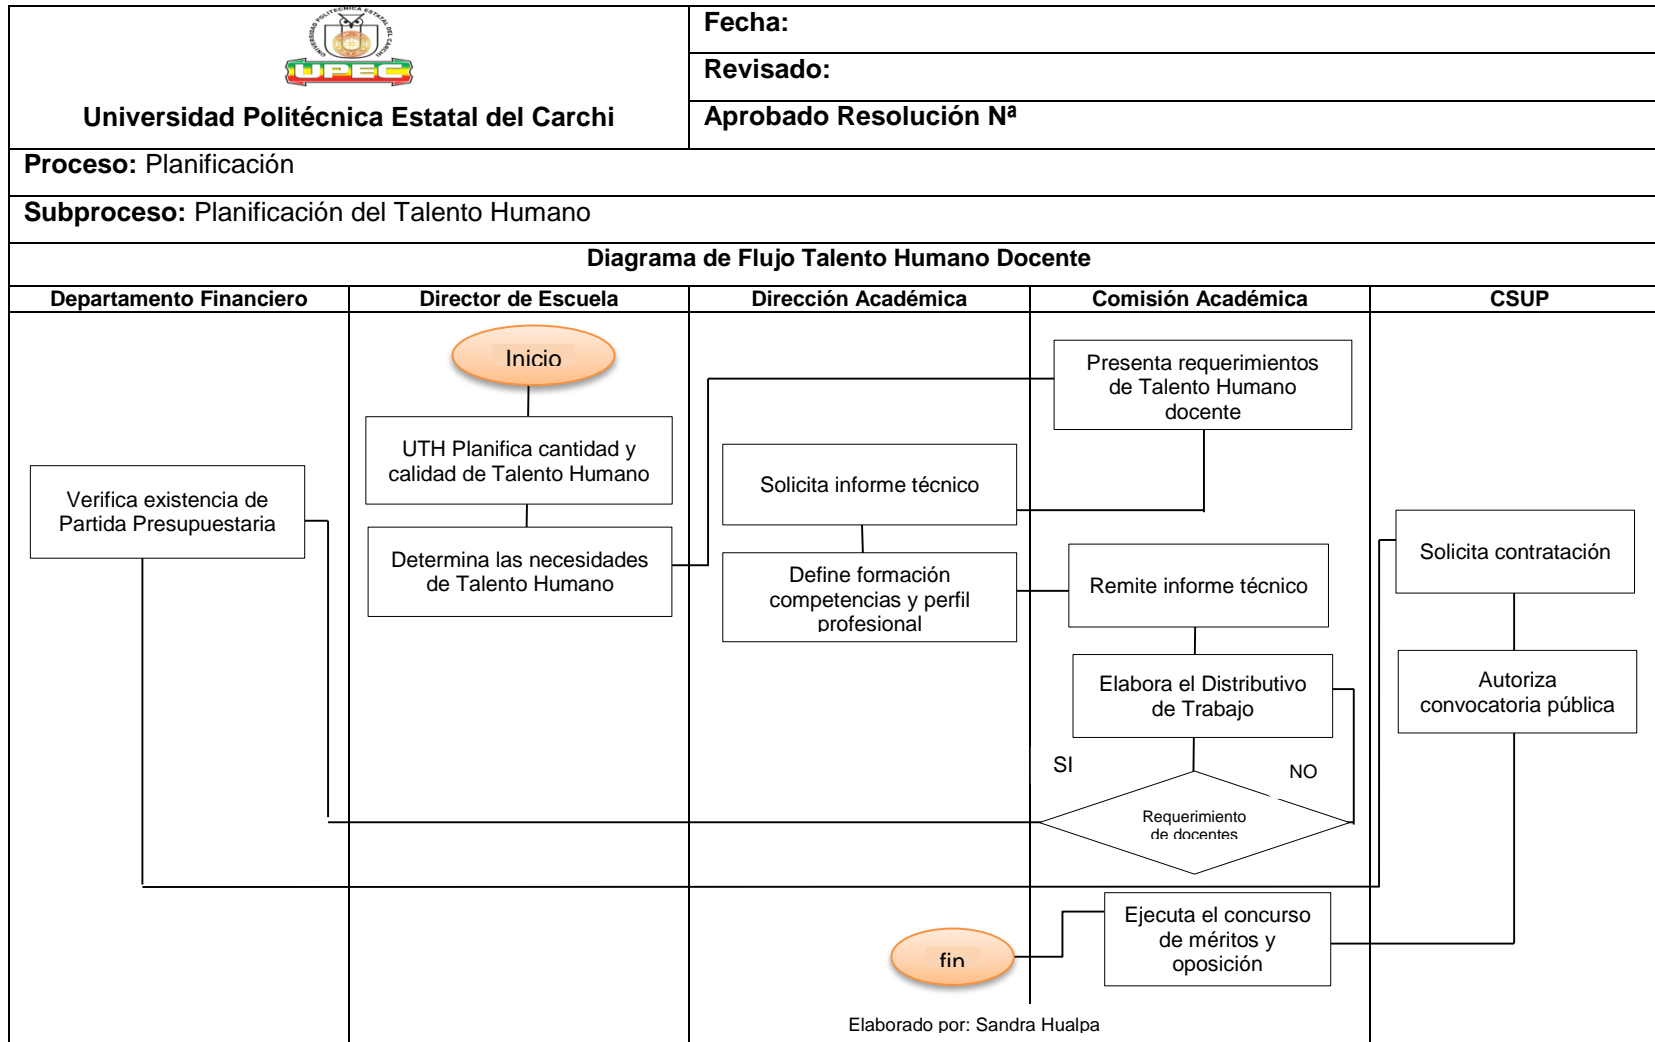 UNIVERSIDAD POLITECNICA ESTATAL DEL CARCHI
UPEC
Universidad Politécnica Estatal del Carchi
Fecha:
Revisado:
Aprobado Resolución Nª
Proceso: Planificación
Subproceso: Planificación del Talento Humano
Diagrama de Flujo Talento Humano Docente
Departamento Financiero
Director de Escuela
Dirección Académica
Comisión Académica
CSUP
Inicio
Presenta requerimientos
de Talento Humano
docente
UTH Planifica cantidad y
calidad de Talento Humano
Solicita informe técnico
Verifica existencia de
Partida Presupuestaria
Determina las necesidades
de Talento Humano
Define formación
competencias y perfil
profesional
Remite informe técnico
Solicita contratación
Elabora el Distributivo
de Trabajo
Autoriza
convocatoria pública
SI
NO
Requerimiento
de docentes
Ejecuta el concurso
de méritos y
oposición
fin
Elaborado por: Sandra Hualpa